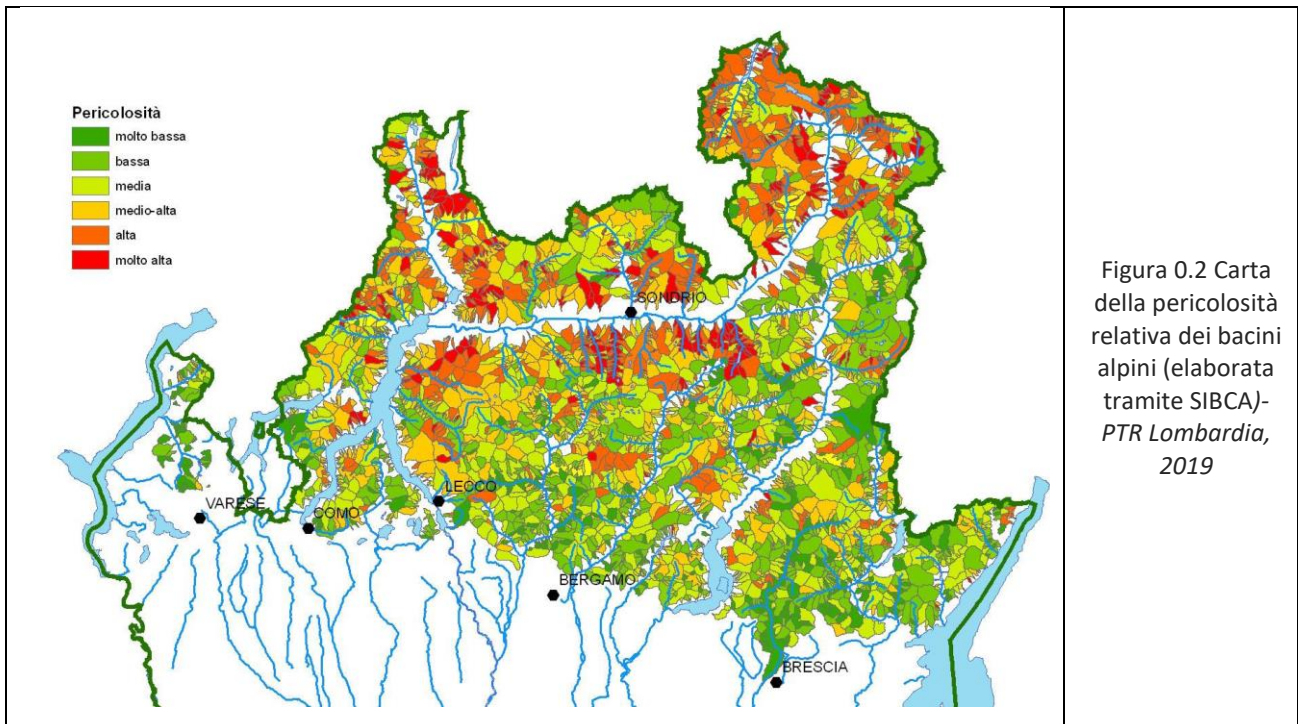 Pericolosità
molto bassa
bassa
media
medio-alta
alta
molto alta
SONDRIO
LECCO
VARESE
COMO
BERGAMO
BRESCIA
Figura 0.2 Carta
della pericolosità
relativa dei bacini
alpini (elaborata
tramite SIBCA)-
PTR Lombardia,
2019